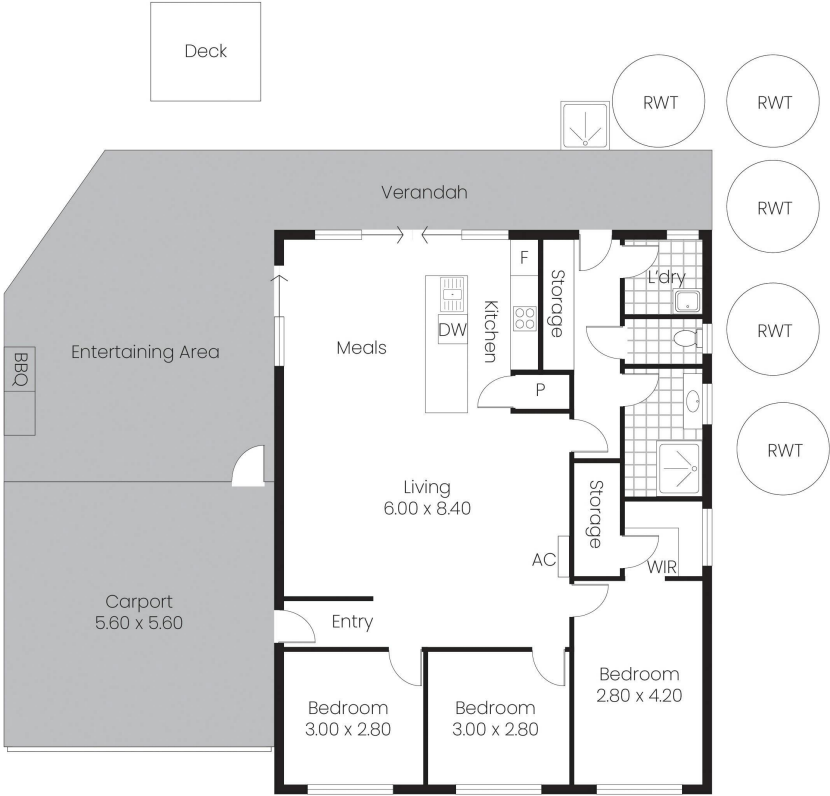 Deck
RWT
RWT
Verandah
RWT
F
L'dry
Storage
Kitchen
DW
RWT
Meals
Entertaining Area
BBQ
P
RWT
Living
6.00 x 8.40
Storage
AC
WIR
Carport
5.60 x 5.60
Entry
Bedroom
2.80 x 4.20
Bedroom
3.00 x 2.80
Bedroom
3.00 x 2.80